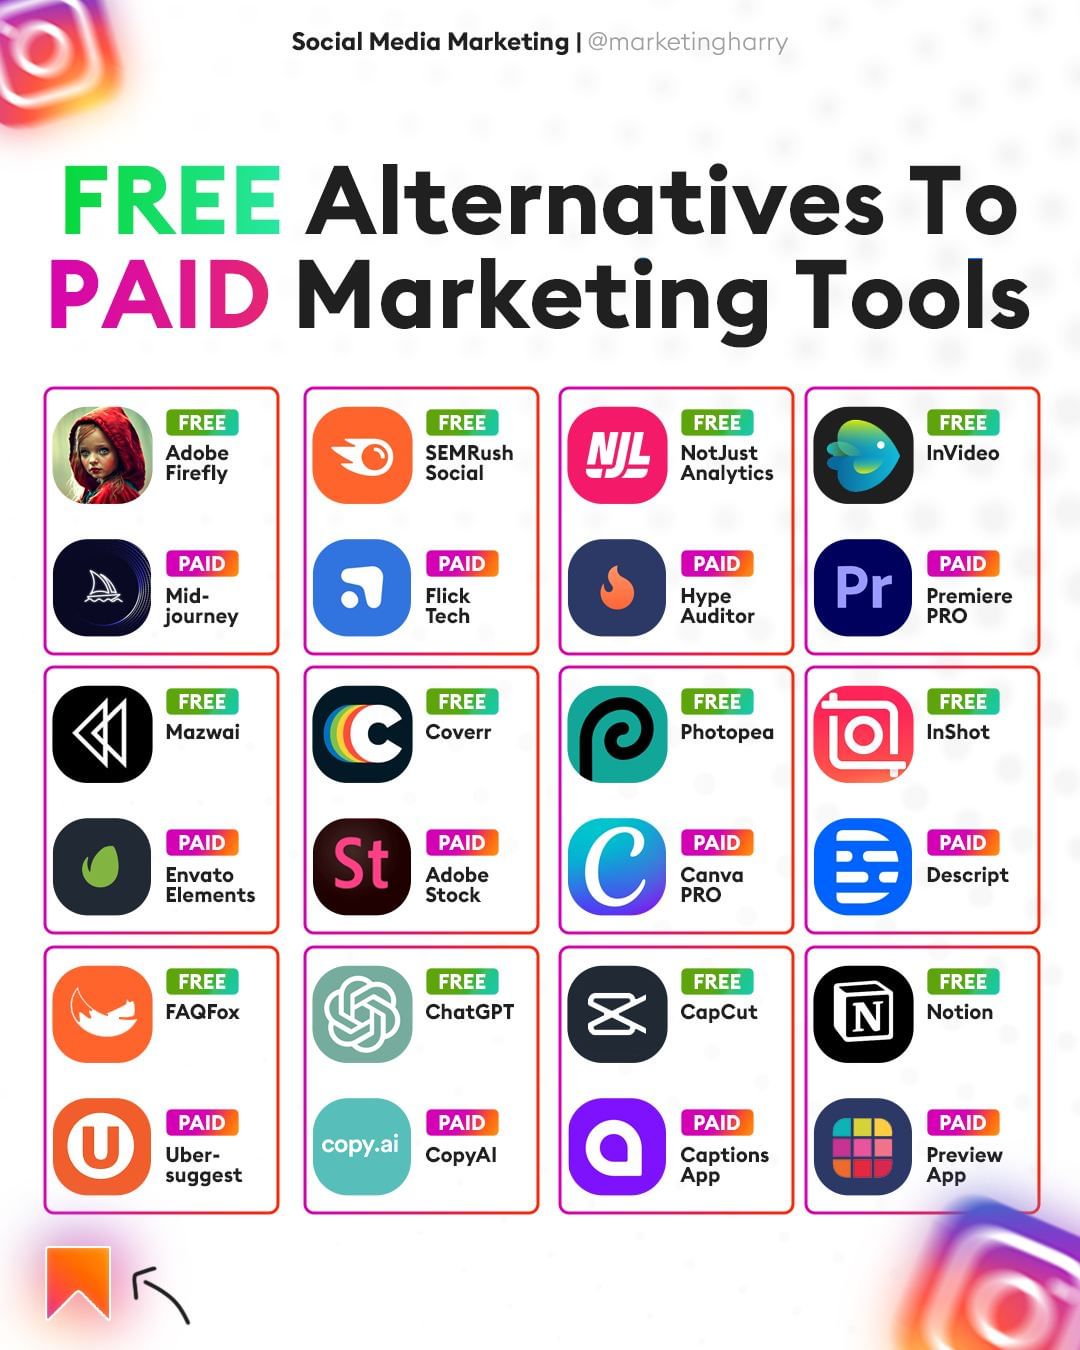 Social Media Marketing | @marketingharry
FREE Alternatives To
PAID Marketing Tools
FREE
Adobe
Firefly
PAID
Mid-
journey
FREE
SEMRush
Social
PAID
Flick
Tech
NJL
FREE
NotJust
Analytics
PAID
Hype
Auditor
FREE
InVideo
Pr
PAID
Premiere
PRO
FREE
Mazwai
PAID
Envato
Elements
C
FREE
Coverr
St
PAID
Adobe
Stock
FREE
Photopea
C
PAID
Canva
PRO
FREE
InShot
PAID
Descript
FREE
FAQFox
U
PAID
Uber-
suggest
FREE
ChatGPT
copy.ai
PAID
CopyAI
FREE
CapCut
PAID
Captions
App
N
FREE
Notion
PAID
Preview
App